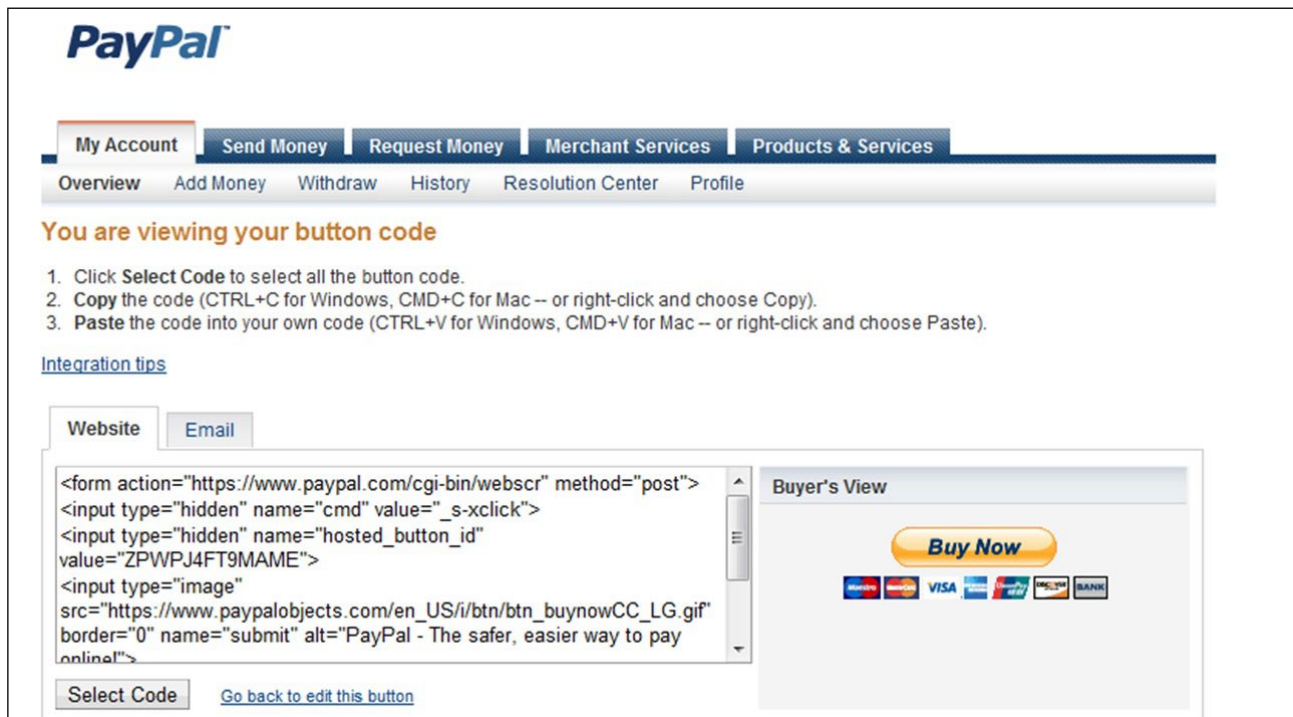 PayPal™
My Account Send Money Request Money Merchant Services Products & Services
Overview Add Money Withdraw History Resolution Center Profile
You are viewing your button code
1. Click Select Code to select all the button code.
2. Copy the code (CTRL+C for Windows, CMD+C for Mac -- or right-click and choose Copy).
3. Paste the code into your own code (CTRL+V for Windows, CMD+V for Mac -- or right-click and choose Paste).
Integration tips
Website Email
<form action="https://www.paypal.com/cgi-bin/webscr" method="post">
<input type="hidden" name="cmd" value="_s-xclick">
<input type="hidden" name="hosted_button_id"
value="ZPWPJ4FT9MAME">
<input type="image"
src="https://www.paypalobjects.com/en_US/i/btn/btn_buynowCC_LG.gif"
border="0" name="submit" alt="PayPal - The safer, easier way to pay
online!">
Buyer's View
Buy Now
Maestro VISA DISCOVER BANK
Select Code Go back to edit this button